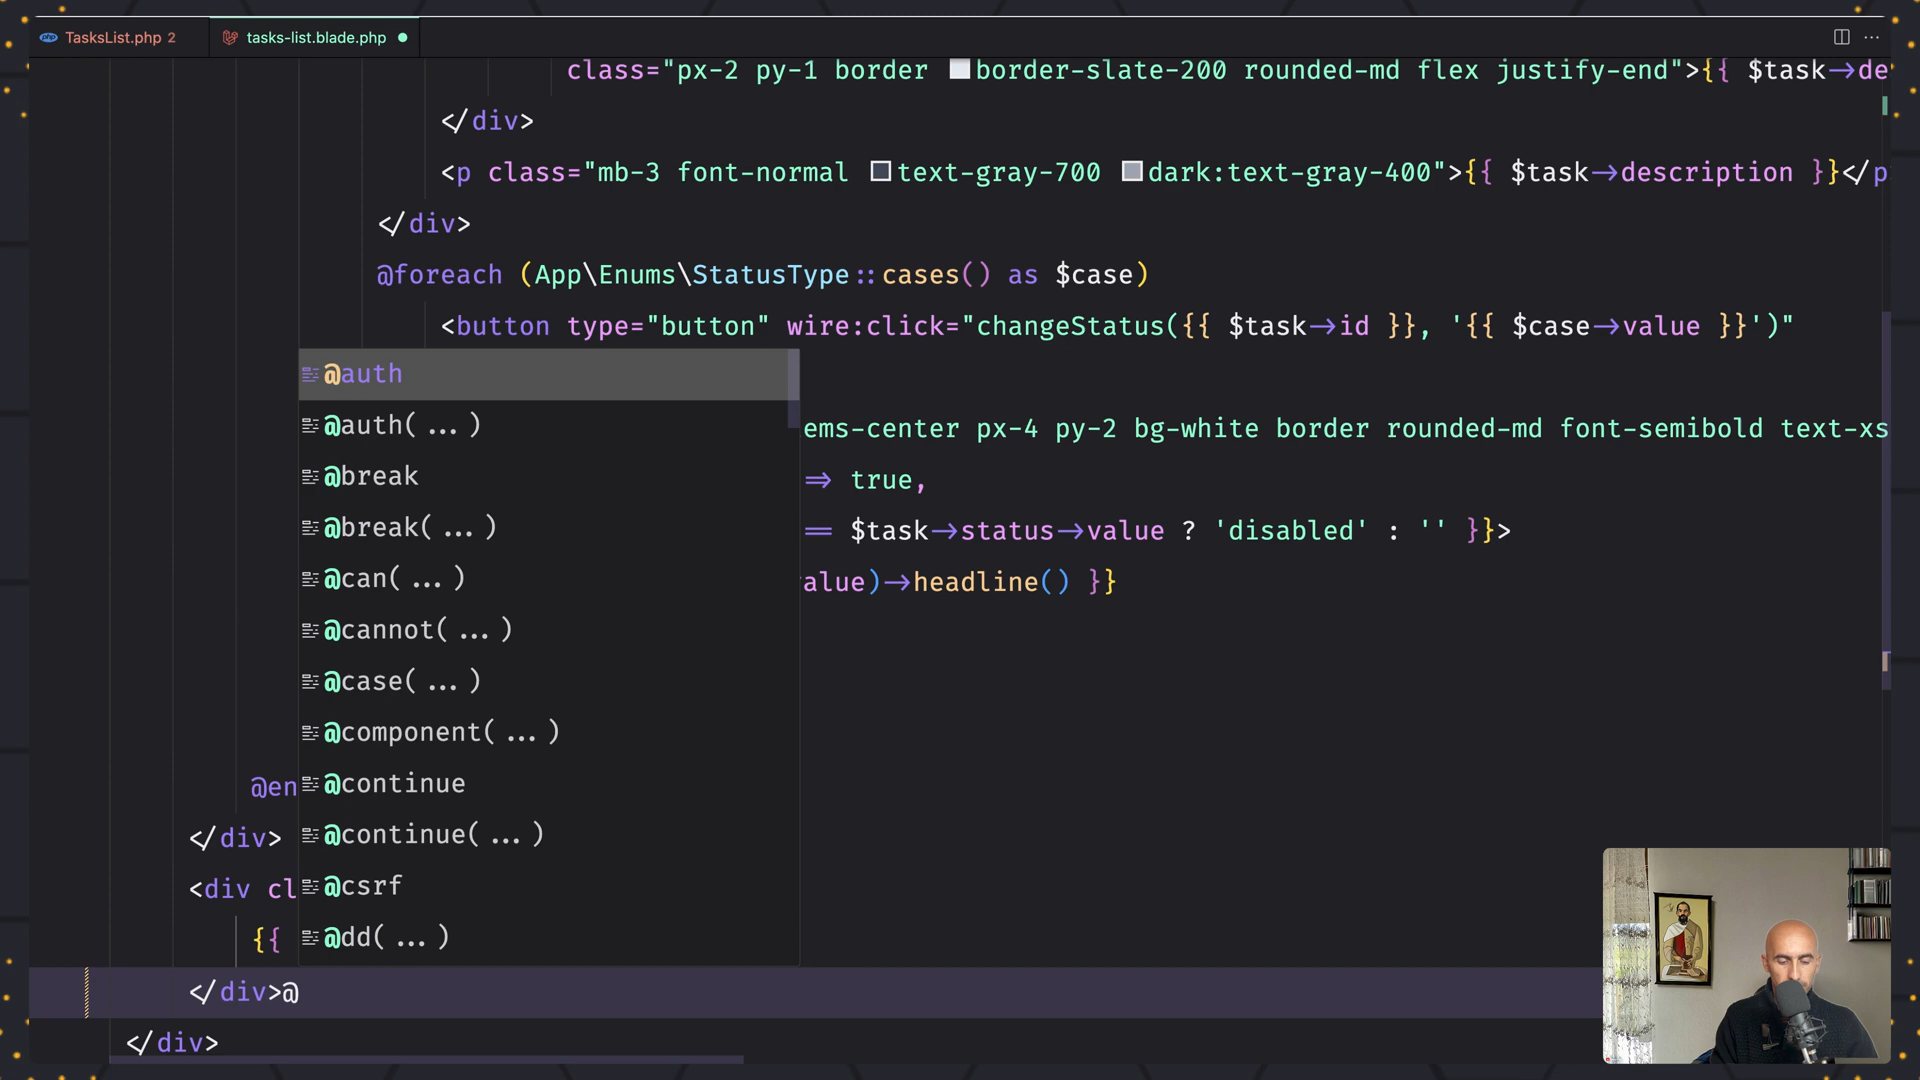 php TasksList.php 2
tasks-list.blade.php
class="px-2 py-1 border border-slate-200 rounded-md flex justify-end">{{ $task->de
</div>
<p class="mb-3 font-normal text-gray-700 dark:text-gray-400">{{ $task->description }}</p
</div>
@foreach (App\Enums\StatusType::cases() as $case)
<button type="button" wire:click="changeStatus({{ $task->id }}, '{{ $case->value }}')"
@auth
@auth( ... )
ems-center px-4 py-2 bg-white border rounded-md font-semibold text-xs
@break
=> true,
@break( ... )
== $task->status->value ? 'disabled' : '' }}>
@can( ... )
alue)->headline() }}
@cannot( ... )
@case( ... )
@component( ... )
@en
@continue
</div>
@continue( ... )
<div cl
@csrf
{{
@dd( ... )
</div>@
</div>